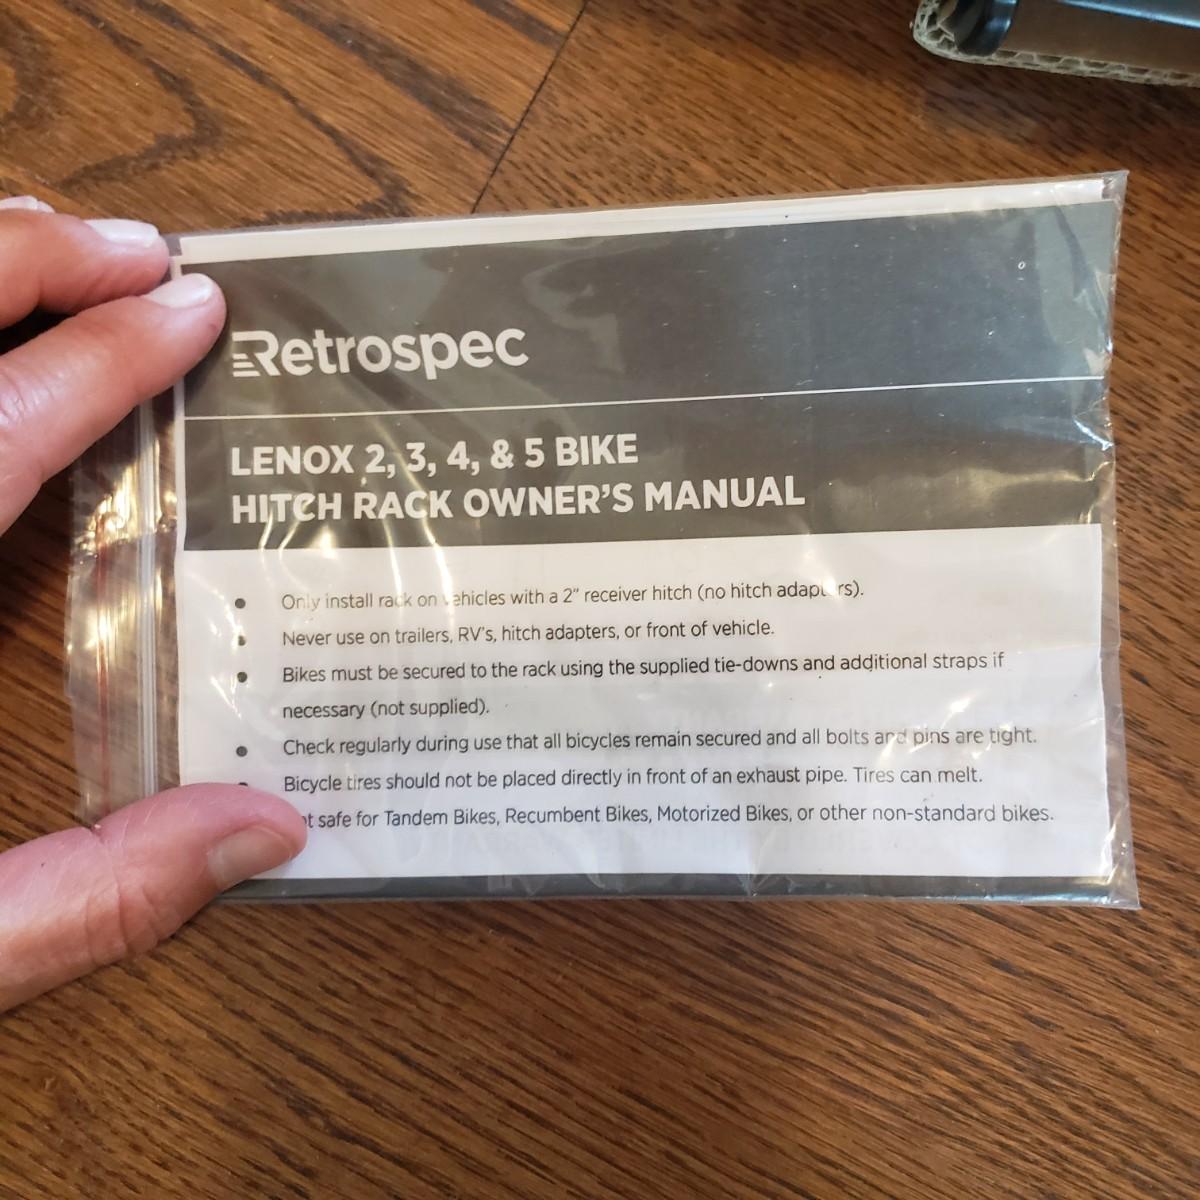 Retrospec
LENOX 2, 3, 4, & 5 BIKE
HITCH RACK OWNER'S MANUAL
• Only install rack on vehicles with a 2" receiver hitch (no hitch adapters).
• Never use on trailers, RV's, hitch adapters, or front of vehicle.
• Bikes must be secured to the rack using the supplied tie-downs and additional straps if
necessary (not supplied).
• Check regularly during use that all bicycles remain secured and all bolts and pins are tight.
• Bicycle tires should not be placed directly in front of an exhaust pipe. Tires can melt.
safe for Tandem Bikes, Recumbent Bikes, Motorized Bikes, or other non-standard bikes.